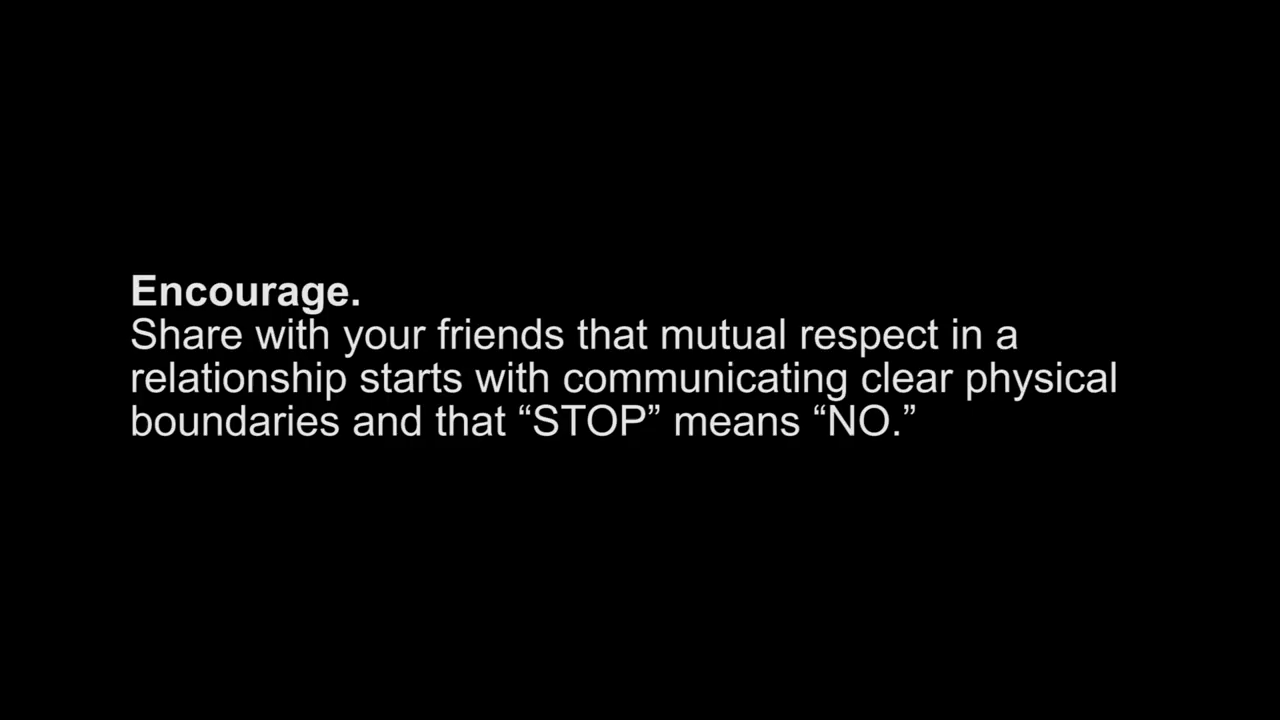 Encourage.
Share with your friends that mutual respect in a
relationship starts with communicating clear physical
boundaries and that “STOP” means “NO.”